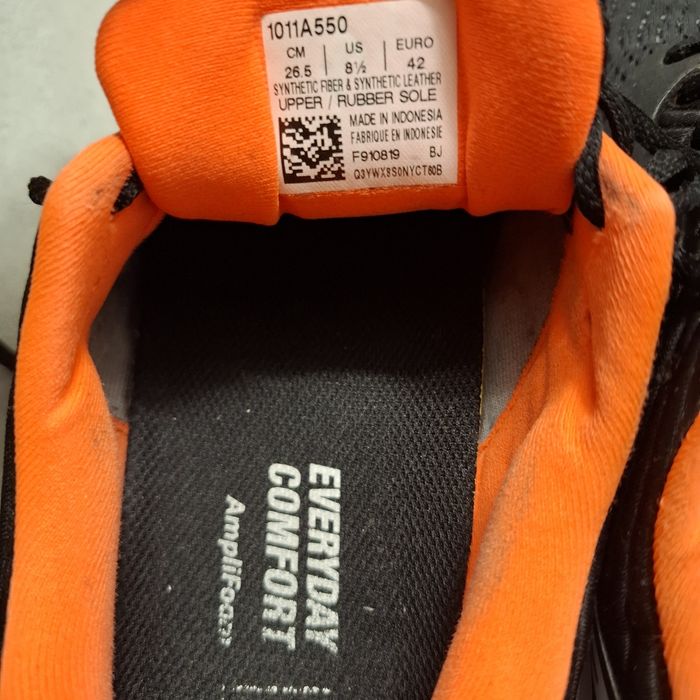 1011A550
CM US EURO
26.5 8½ 42
SYNTHETIC FIBER & SYNTHETIC LEATHER
UPPER / RUBBER SOLE
MADE IN INDONESIA
FABRIQUE EN INDONESIE
F910819 BJ
Q3YWX8S0NYCT60B
EVERYDAY
COMFORT